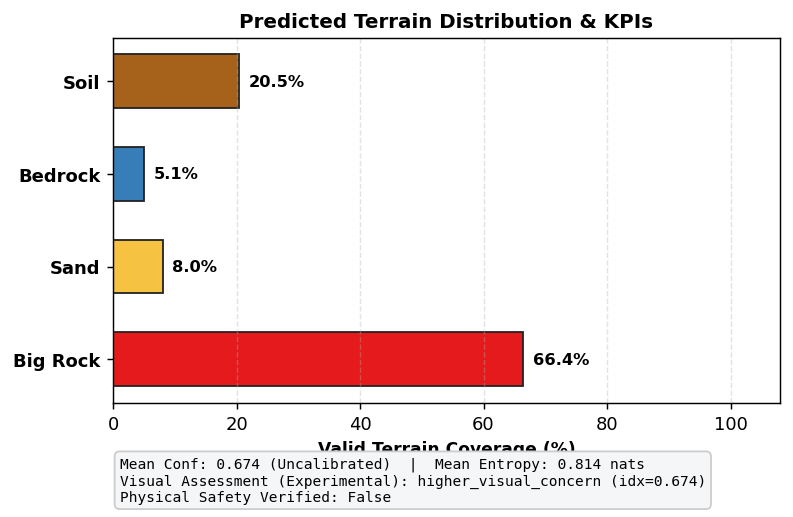 Predicted Terrain Distribution & KPIs
Soil
20.5%
Bedrock
5.1%
Sand
8.0%
Big Rock
66.4%
0 20 40 60 80 100
Valid Terrain Coverage (%)
Mean Conf: 0.674 (Uncalibrated) | Mean Entropy: 0.814 nats
Visual Assessment (Experimental): higher_visual_concern (idx=0.674)
Physical Safety Verified: False